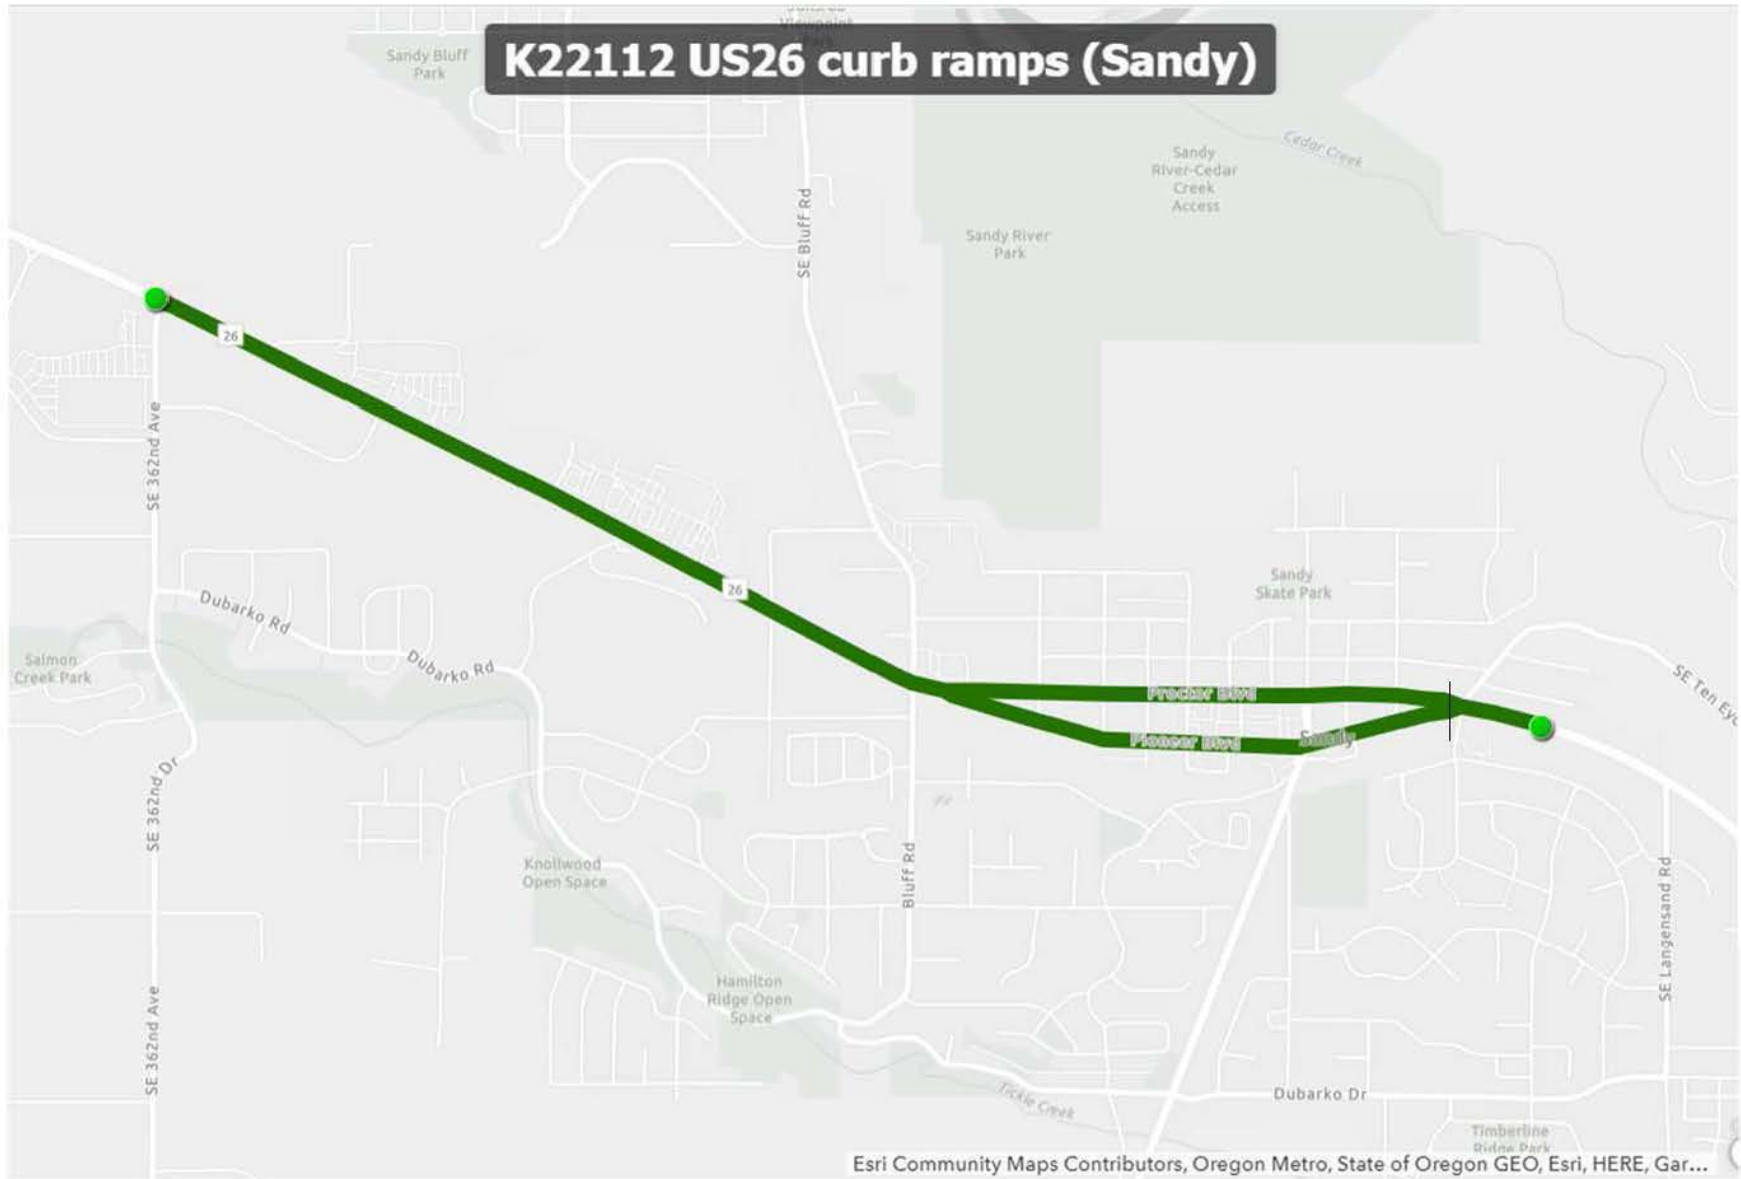 Viewpoint
K22112 US26 curb ramps (Sandy)
Sandy Bluff
Park
Cedar Creek
Sandy
River-Cedar
Creek
Access
SE Bluff Rd
Sandy River
Park
26
SE 362nd Ave
26
Sandy
Skate Park
Dubarko Rd
Dubarko Rd
Salmon
Creek Park
SE Ten Eyc
Proctor Blvd
Pioneer Blvd
Sandy
SE 362nd Dr
Knollwood
Open Space
Bluff Rd
SE Langensand Rd
Hamilton
Ridge Open
Space
SE 362nd Ave
Tickle Creek
Dubarko Dr
Timberline
Ridge Park
Esri Community Maps Contributors, Oregon Metro, State of Oregon GEO, Esri, HERE, Gar...